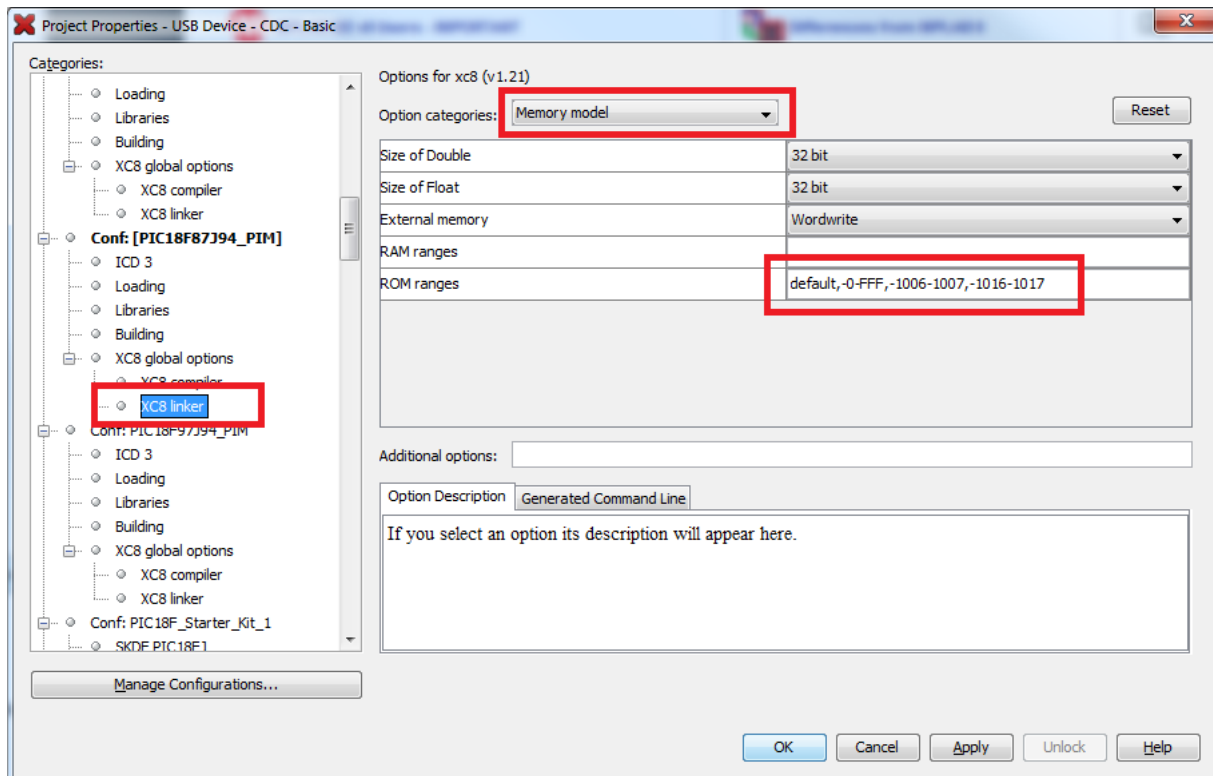 Project Properties - USB Device - CDC - Basic
Categories:
Loading
Libraries
Building
XC8 global options
XC8 compiler
XC8 linker
Conf: [PIC18F87J94_PIM]
ICD 3
Loading
Libraries
Building
XC8 global options
XC8 compiler
XC8 linker
Conf: PIC18F97J94_PIM
ICD 3
Loading
Libraries
Building
XC8 global options
XC8 compiler
XC8 linker
Conf: PIC18F_Starter_Kit_1
Manage Configurations...
Options for xc8 (v1.21)
Option categories: Memory model
Reset
Size of Double 32 bit
Size of Float 32 bit
External memory Wordwrite
RAM ranges
ROM ranges default,-0-FFF,-1006-1007,-1016-1017
Additional options:
Option Description Generated Command Line
If you select an option its description will appear here.
OK Cancel Apply Unlock Help